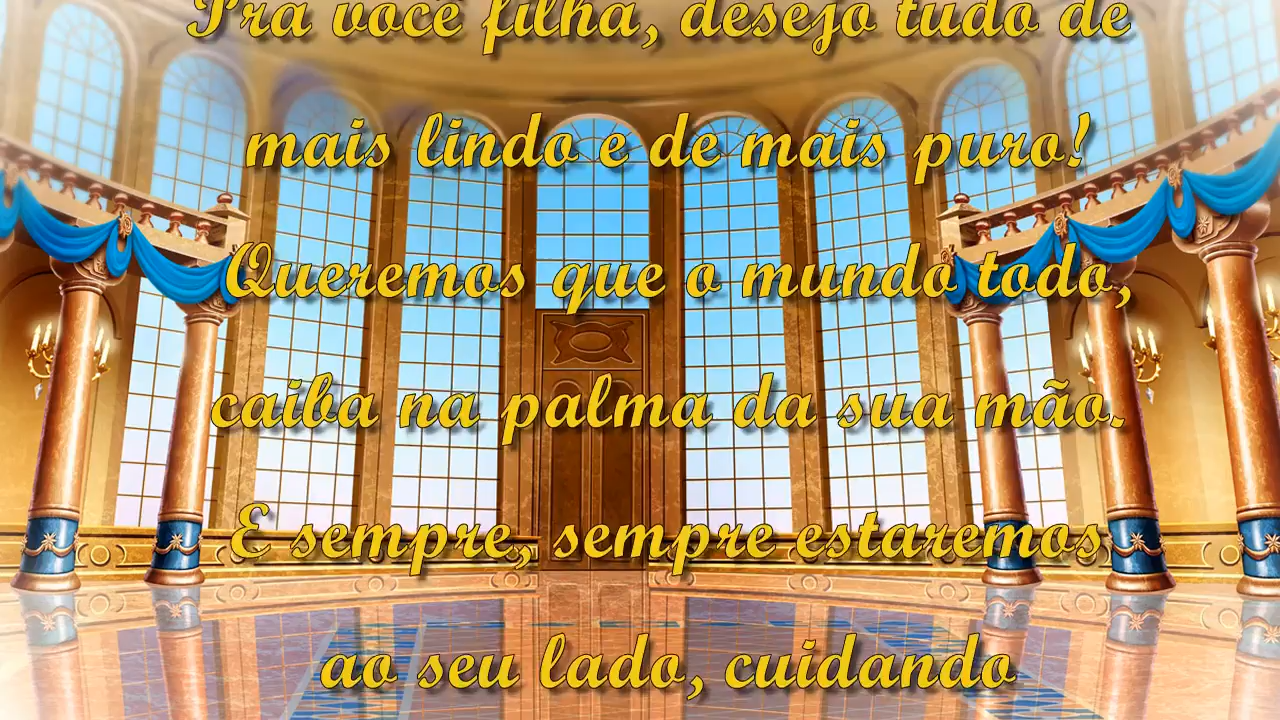 Pra você filha, desejo tudo de
mais lindo e de mais puro!
Queremos que o mundo todo,
caiba na palma da sua mão.
E sempre, sempre estaremos
ao seu lado, cuidando